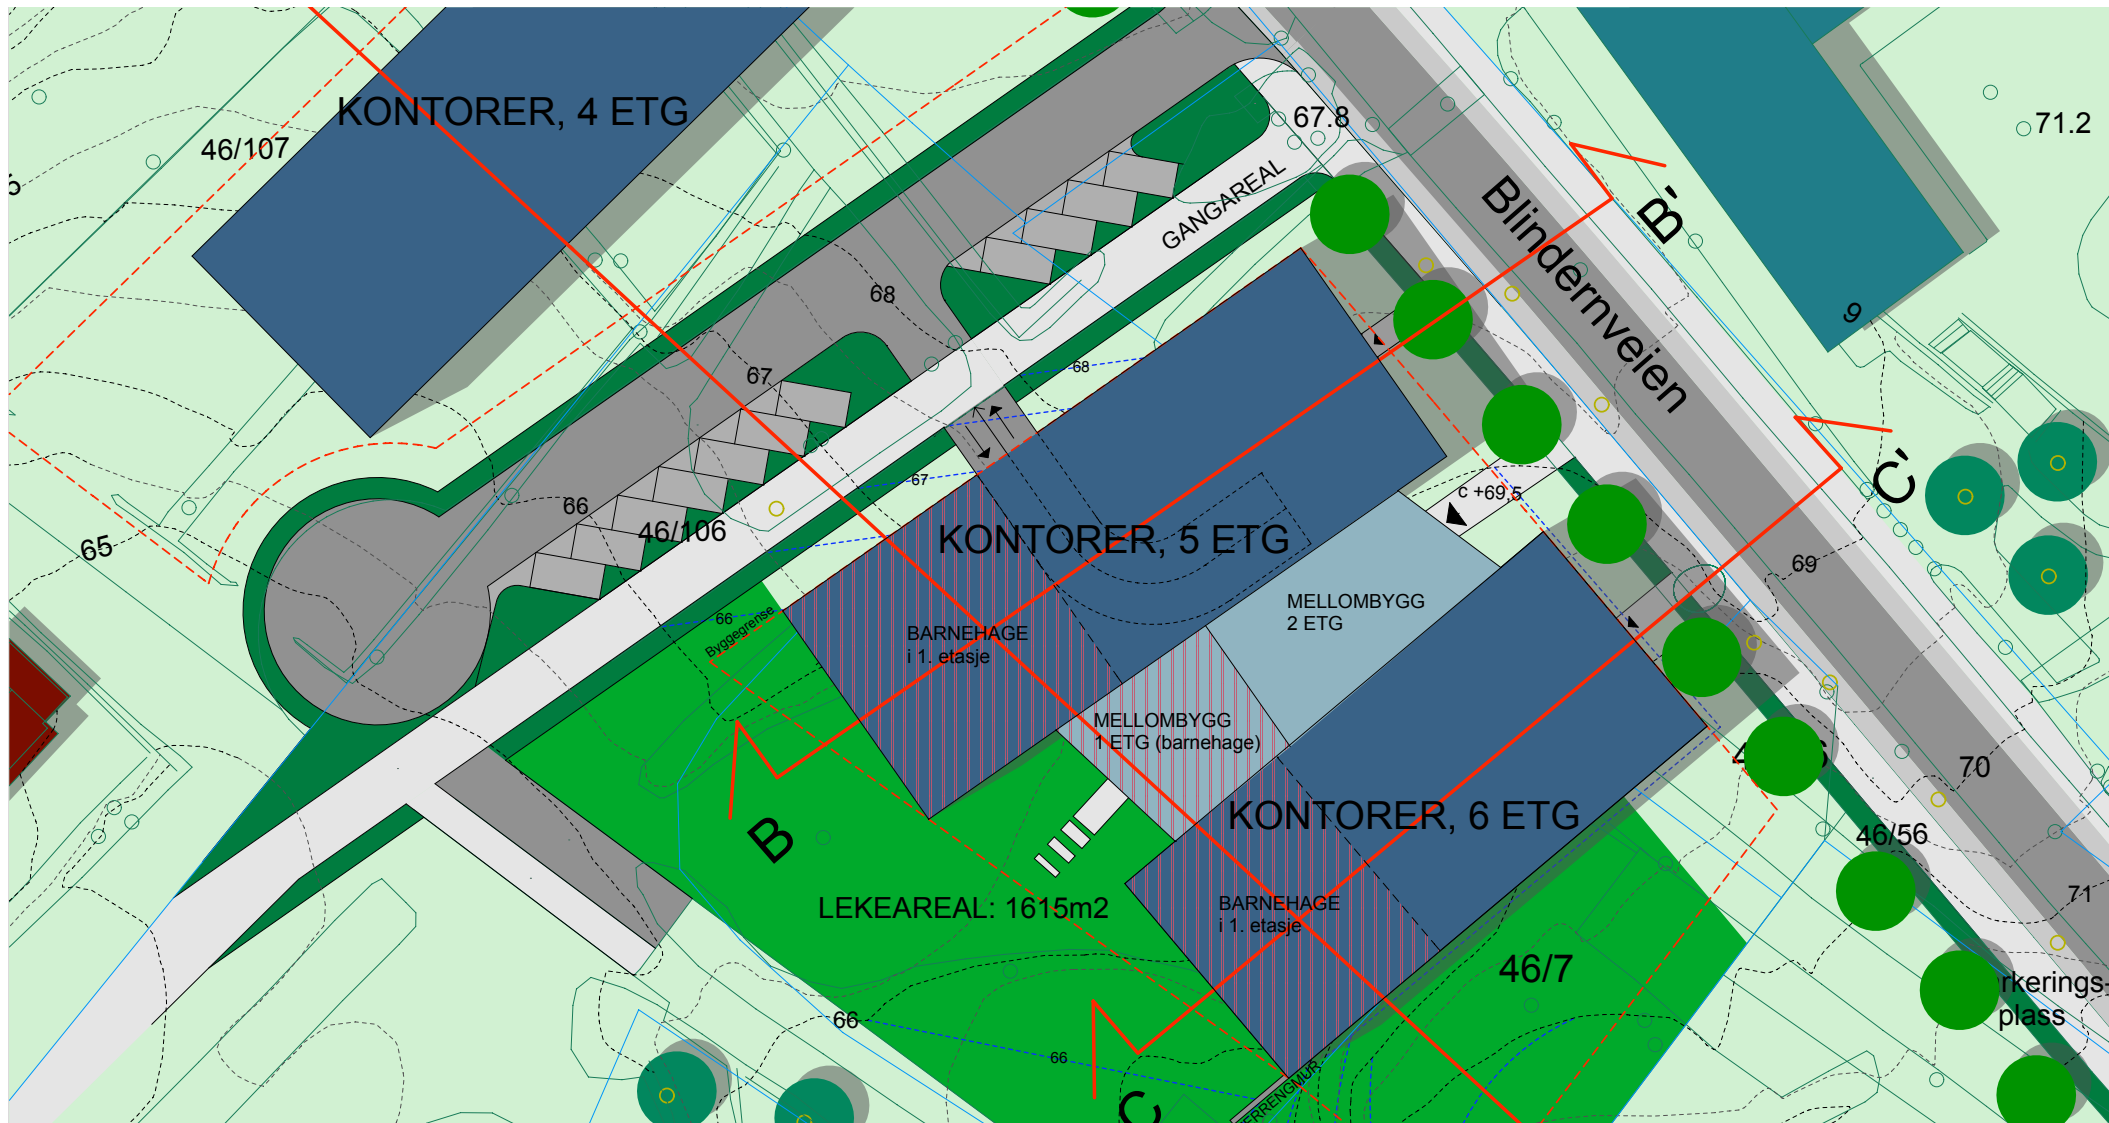 KONTORER, 4 ETG
46/107
67.8
71.2
GANGAREAL
B'
Blindernveien
68
9
67
68
67
66
46/106
65
KONTORER, 5 ETG
c +69,5
C'
69
MELLOMBYGG
2 ETG
66
Byggegrense
BARNEHAGE
i 1. etasje
MELLOMBYGG
1 ETG (barnehage)
70
KONTORER, 6 ETG
46/56
B
71
LEKEAREAL: 1615m2
BARNEHAGE
i 1. etasje
46/7
rkerings-
plass
66
66
C
ERRENGMUR